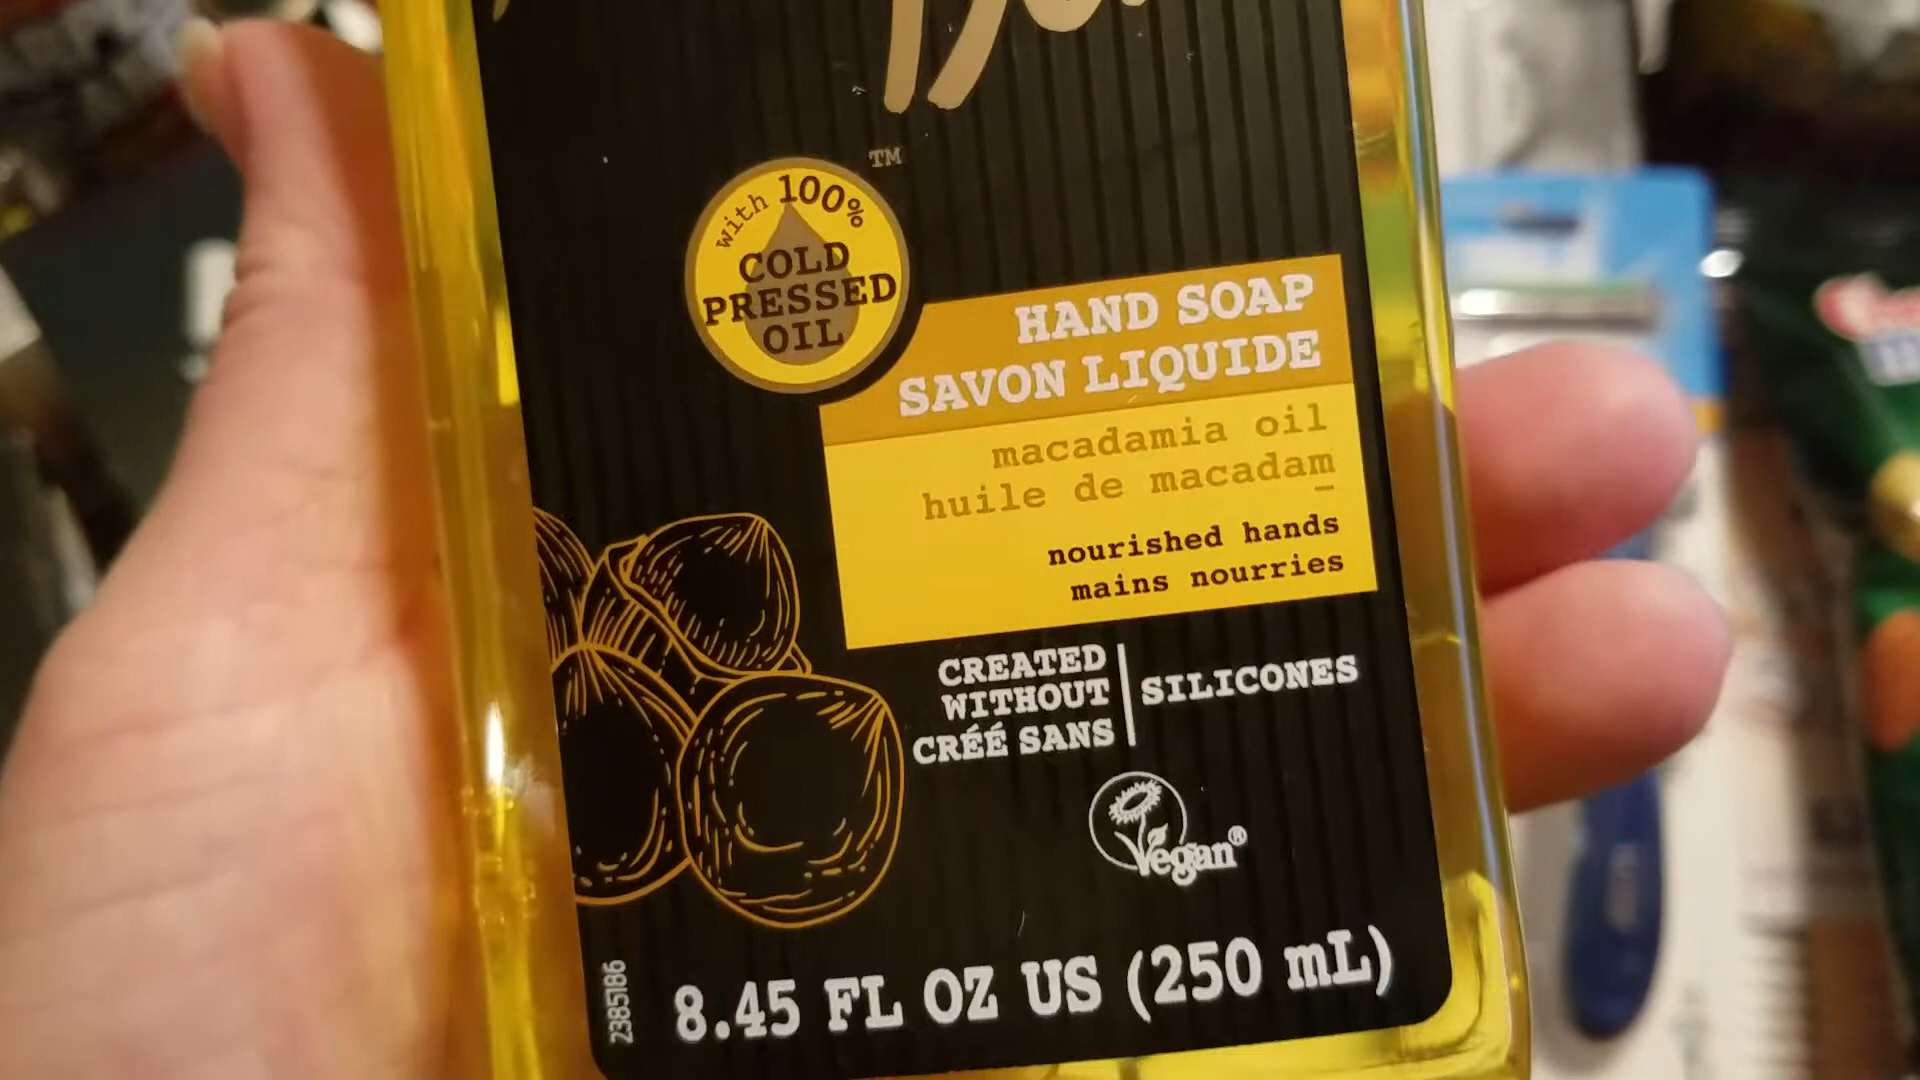 TM
with 100%
COLD
PRESSED
OIL
HAND SOAP
SAVON LIQUIDE
macadamia oil
huile de macadam
nourished hands
mains nourries
CREATED
WITHOUT
CRÉÉ SANS
SILICONES
Vegan®
2385186
8.45 FL OZ US (250 mL)